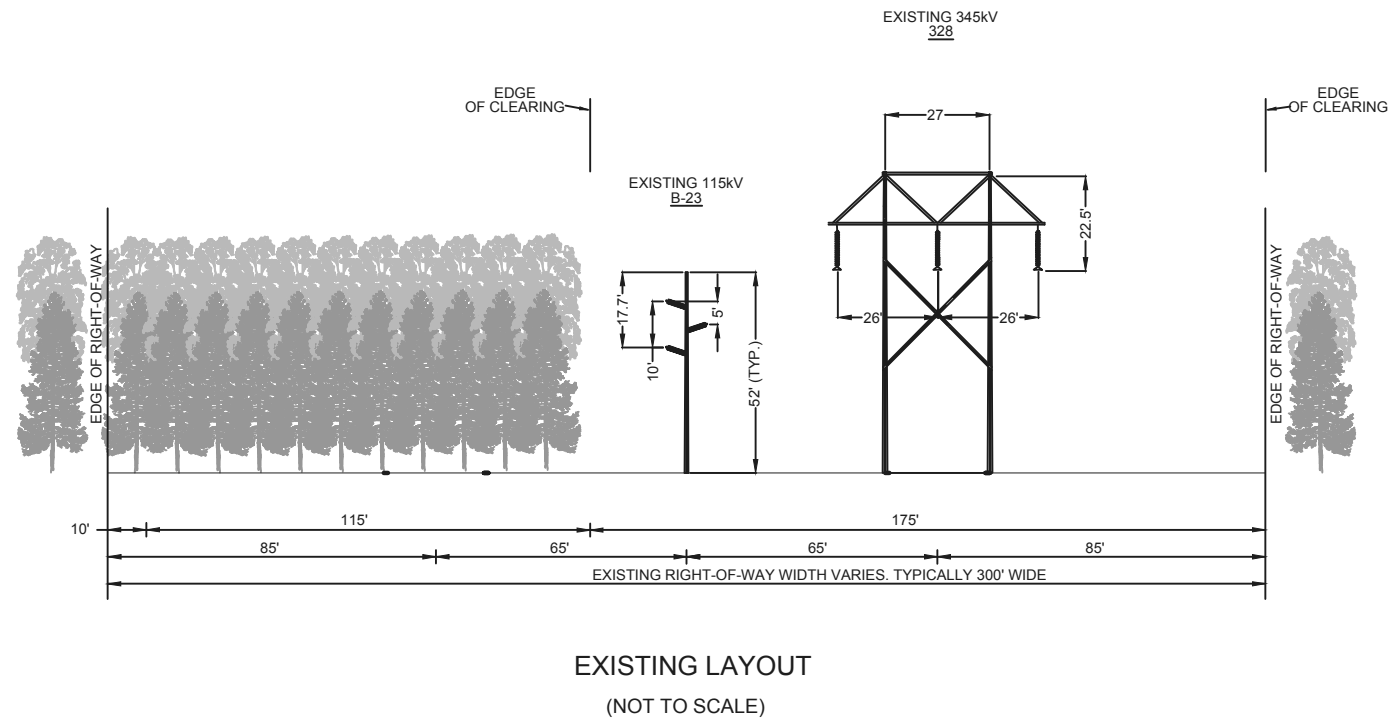 EXISTING 345kV
328
EDGE
OF CLEARING
EDGE
OF CLEARING
27
EXISTING 115kV
B-23
22.5'
EDGE OF RIGHT-OF-WAY
17.7'
5'
10'
52' (TYP.)
26'
26'
EDGE OF RIGHT-OF-WAY
10'
115'
175'
85'
65'
65'
85'
EXISTING RIGHT-OF-WAY WIDTH VARIES. TYPICALLY 300' WIDE
EXISTING LAYOUT
(NOT TO SCALE)